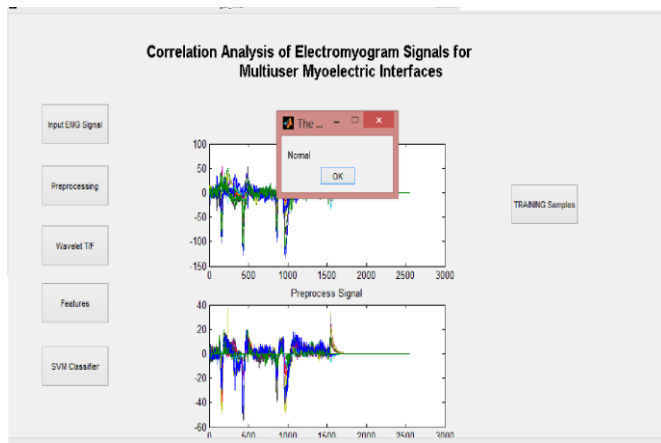 Correlation Analysis of Electromyogram Signals for
Multiuser Myoelectric Interfaces
Input EMG Signal
Preprocessing
Wavelet T/F
Features
SVM Classifier
The ...
Normal
OK
TRAINING Samples
100
50
0
-50
-100
-150
0 500 1000 1500 2000 2500 3000
Preprocess Signal
40
20
0
-20
-40
-60
0 500 1000 1500 2000 2500 3000